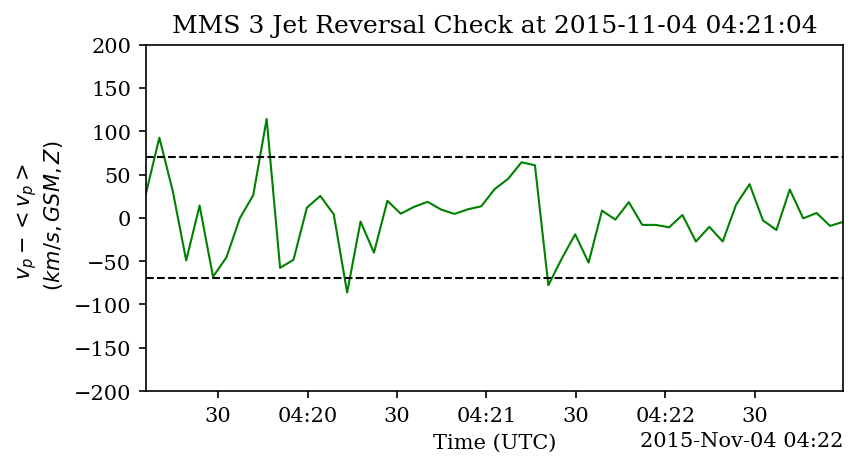 MMS 3 Jet Reversal Check at 2015-11-04 04:21:04
200
150
100
50
0
−50
−100
−150
−200
v_p − < v_p >
(km/s, GSM, Z)
30 04:20 30 04:21 30 04:22 30
Time (UTC)
2015-Nov-04 04:22